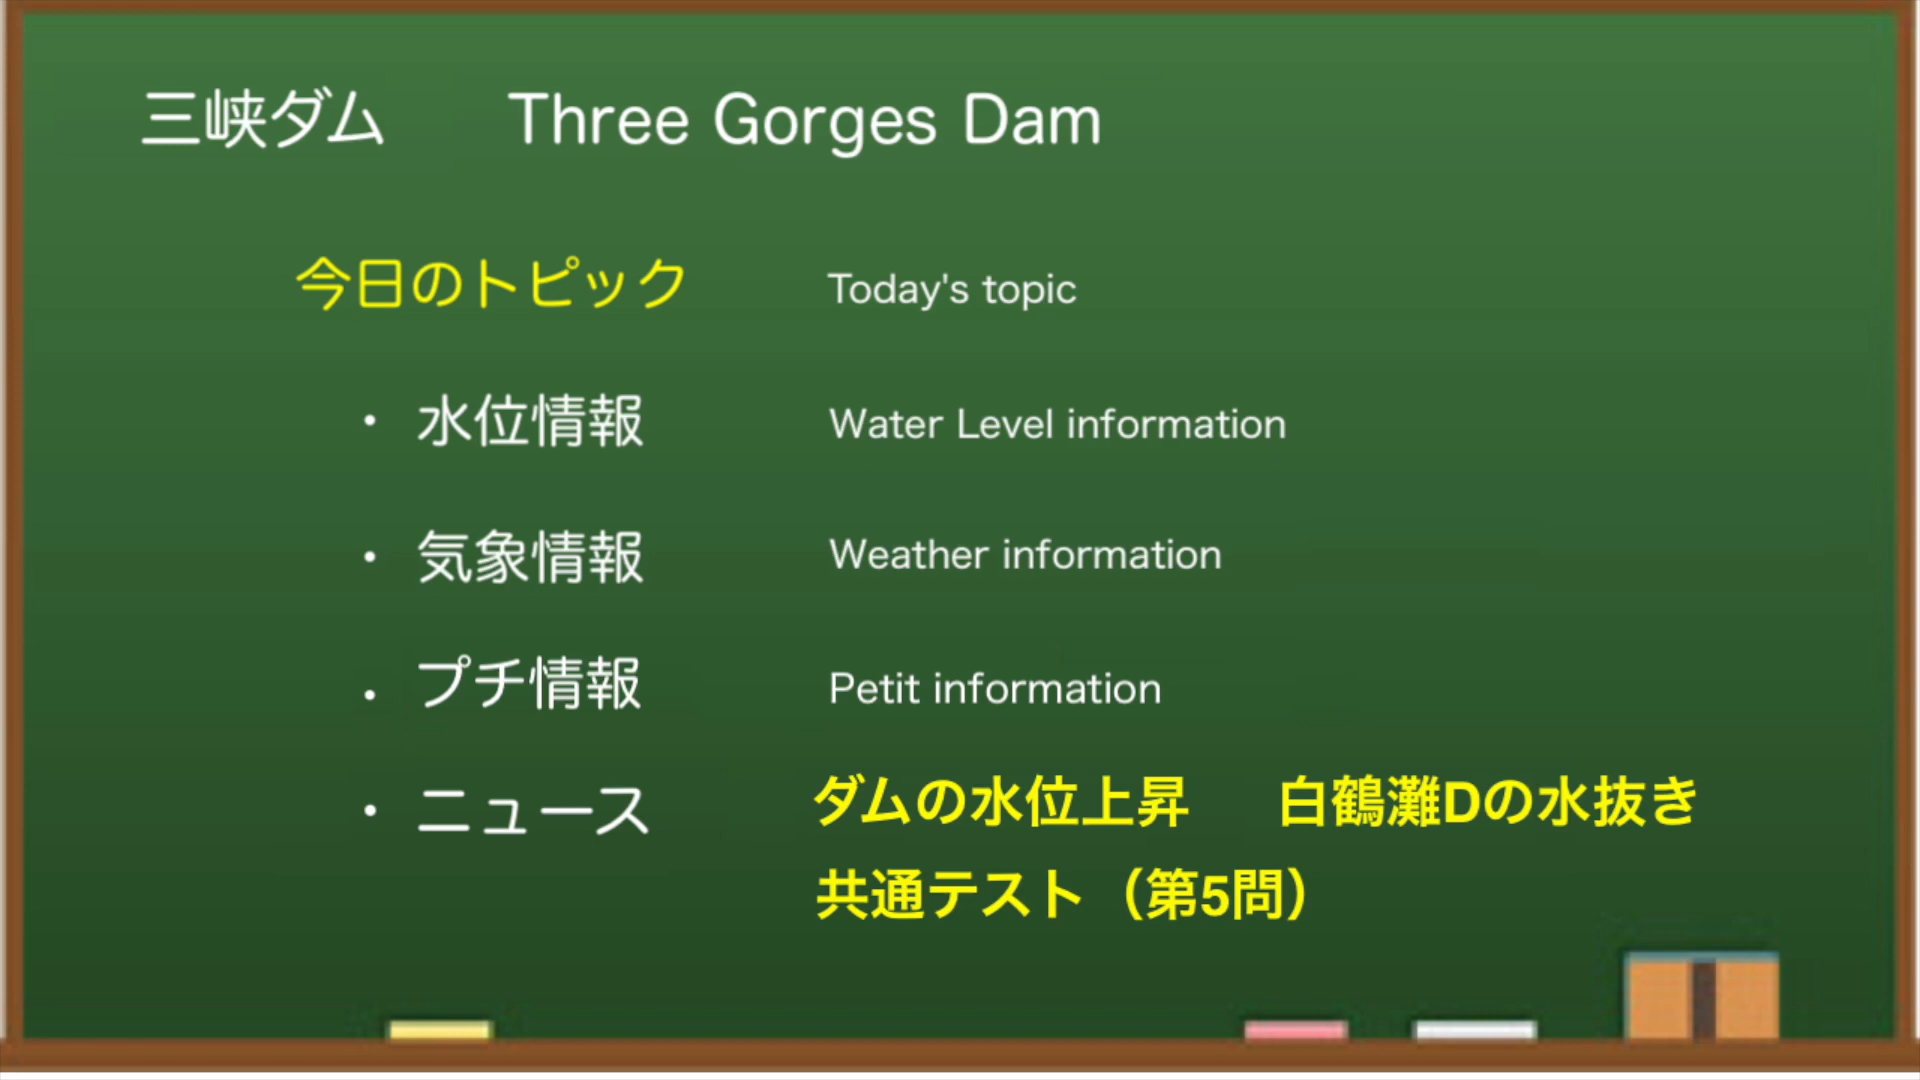 三峡ダム Three Gorges Dam
今日のトピック Today's topic
・ 水位情報 Water Level information
・ 気象情報 Weather information
・ プチ情報 Petit information
・ ニュース ダムの水位上昇 白鶴灘Dの水抜き
共通テスト（第5問）